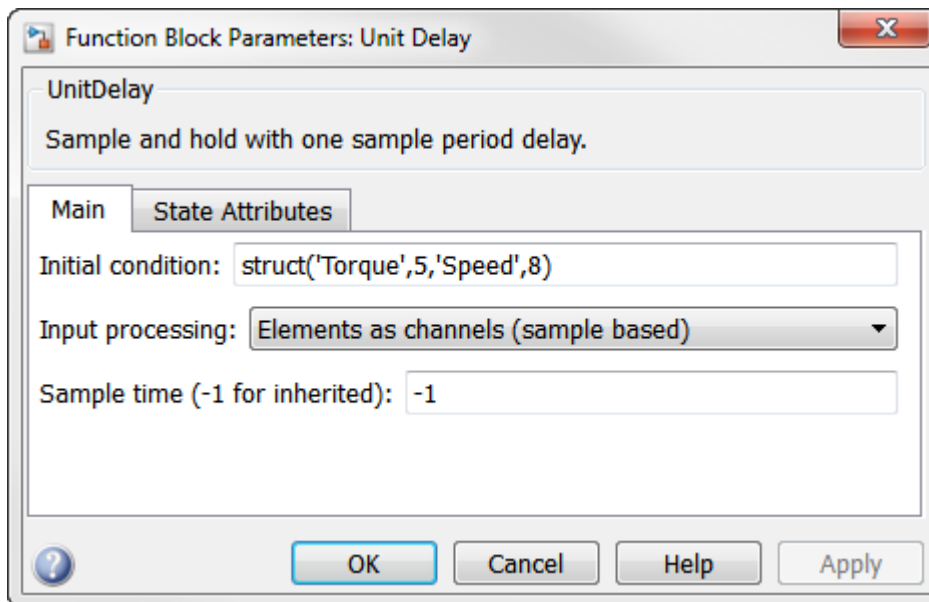 Function Block Parameters: Unit Delay
UnitDelay
Sample and hold with one sample period delay.
Main State Attributes
Initial condition: struct('Torque',5,'Speed',8)
Input processing: Elements as channels (sample based)
Sample time (-1 for inherited): -1
OK Cancel Help Apply